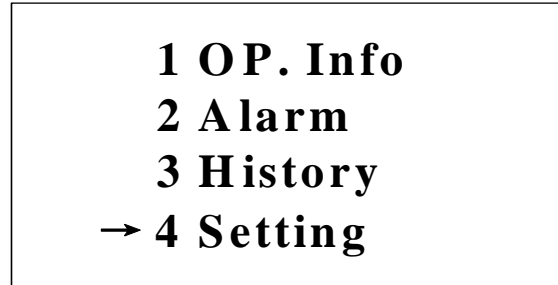 1 OP. Info
2 Alarm
3 History
→ 4 Setting